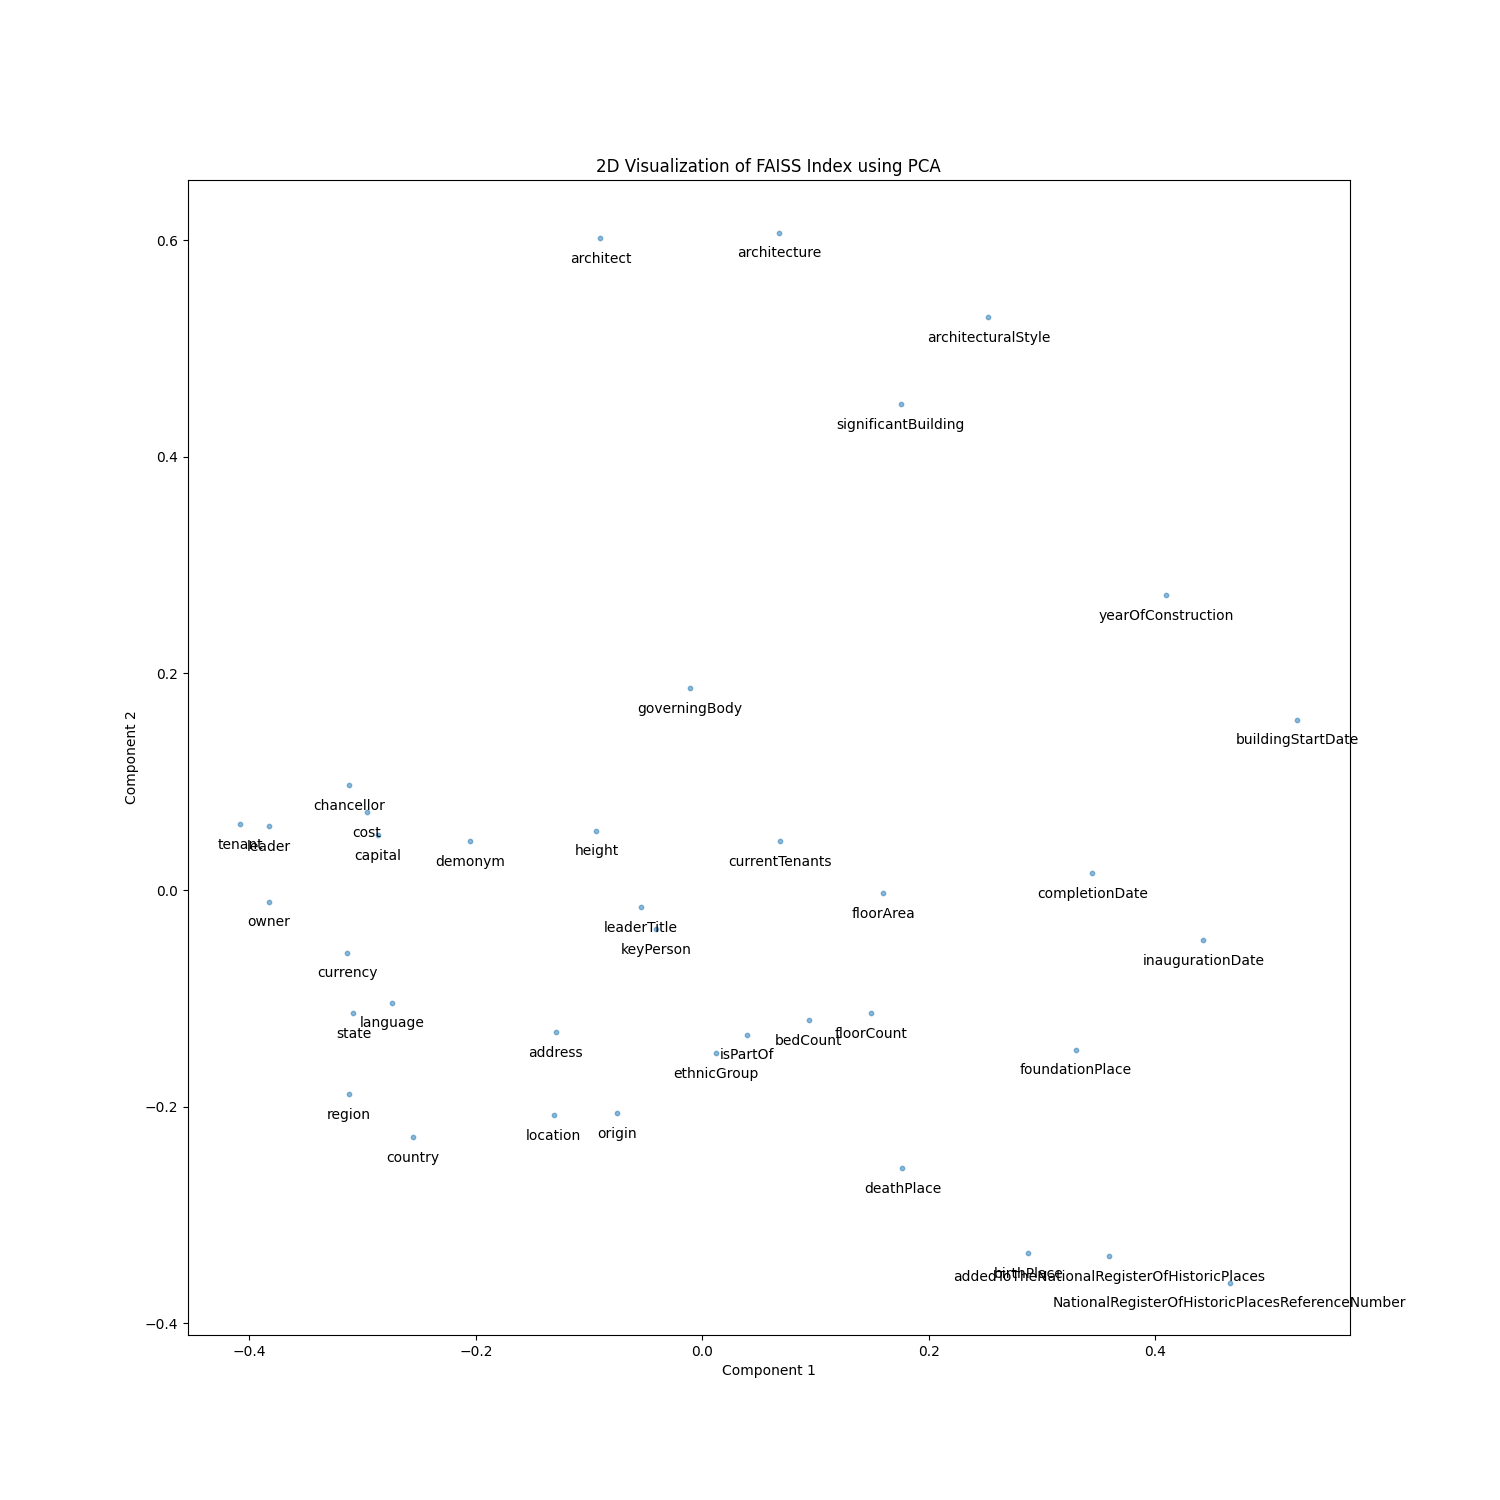 2D Visualization of FAISS Index using PCA
0.6
architect
architecture
architecturalStyle
significantBuilding
0.4
yearOfConstruction
0.2
governingBody
buildingStartDate
Component 2
chancellor
cost
tenant
leader
capital
demonym
height
currentTenants
0.0
completionDate
floorArea
owner
leaderTitle
keyPerson
inaugurationDate
currency
language
state
address
isPartOf
bedCount
floorCount
ethnicGroup
foundationPlace
−0.2
region
location
origin
country
deathPlace
birthPlace
addedToTheNationalRegisterOfHistoricPlaces
NationalRegisterOfHistoricPlacesReferenceNumber
−0.4
−0.4
−0.2
0.0
0.2
0.4
Component 1